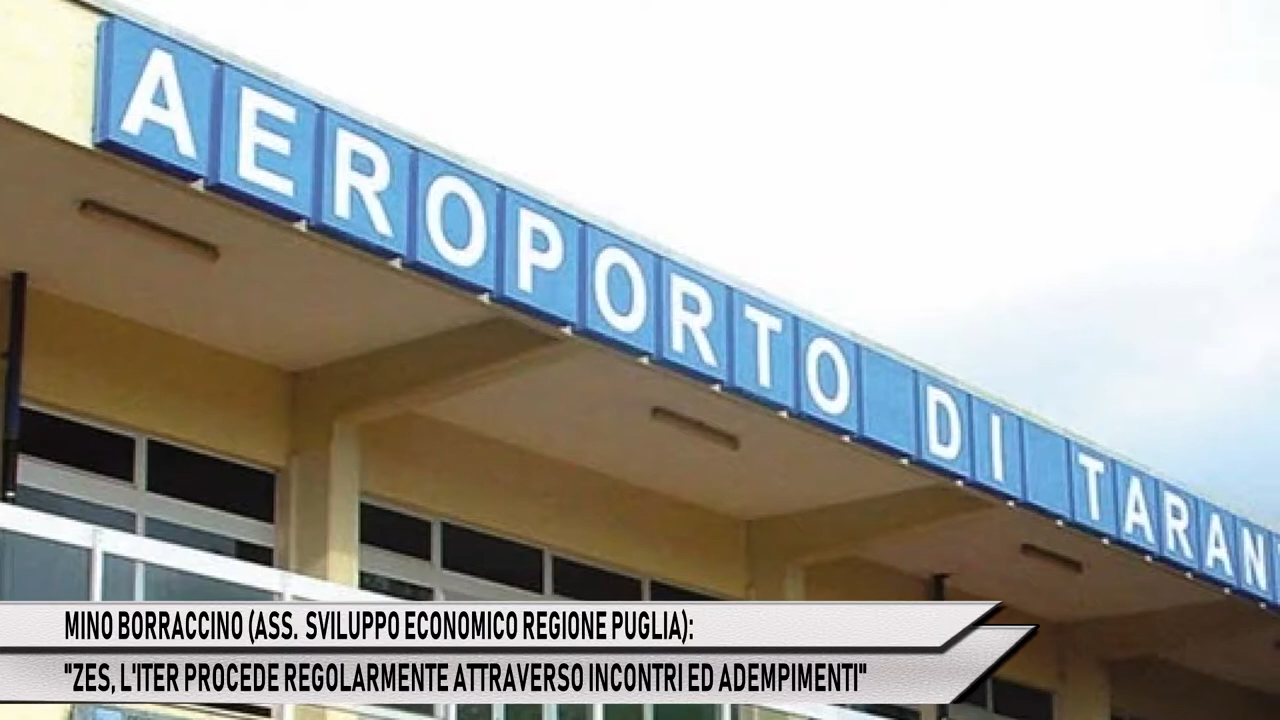 AEROPORTO DI TARAN
MINO BORRACCINO (ASS. SVILUPPO ECONOMICO REGIONE PUGLIA):
"ZES, L'ITER PROCEDE REGOLARMENTE ATTRAVERSO INCONTRI ED ADEMPIMENTI"